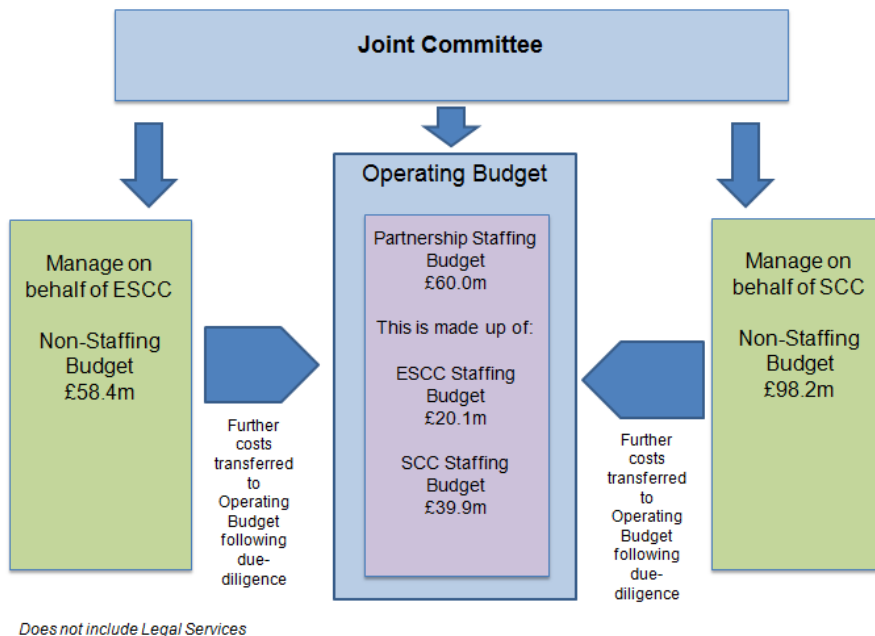 Joint Committee
Operating Budget
Manage on
behalf of ESCC
Non-Staffing
Budget
£58.4m
Further
costs
transferred
to
Operating
Budget
following
due-
diligence
Partnership Staffing
Budget
£60.0m
This is made up of:
ESCC Staffing
Budget
£20.1m
SCC Staffing
Budget
£39.9m
Manage on
behalf of SCC
Non-Staffing
Budget
£98.2m
Further
costs
transferred
to
Operating
Budget
following
due-
diligence
Does not include Legal Services